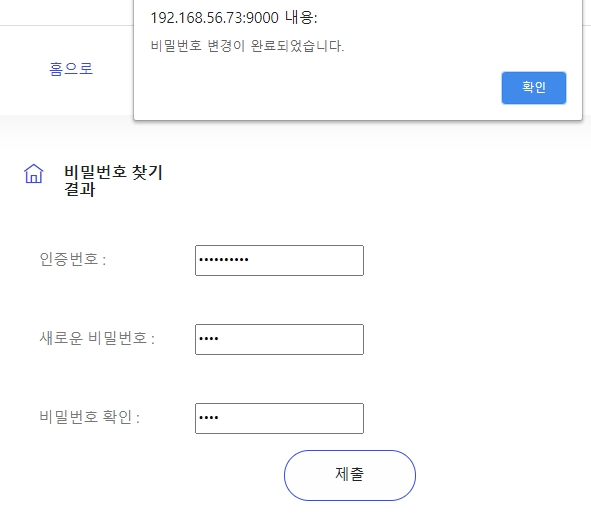 192.168.56.73:9000 내용:
비밀번호 변경이 완료되었습니다.
확인
홈으로
비밀번호 찾기
결과
인증번호 : ••••••••••
새로운 비밀번호 : ••••
비밀번호 확인 : ••••
제출